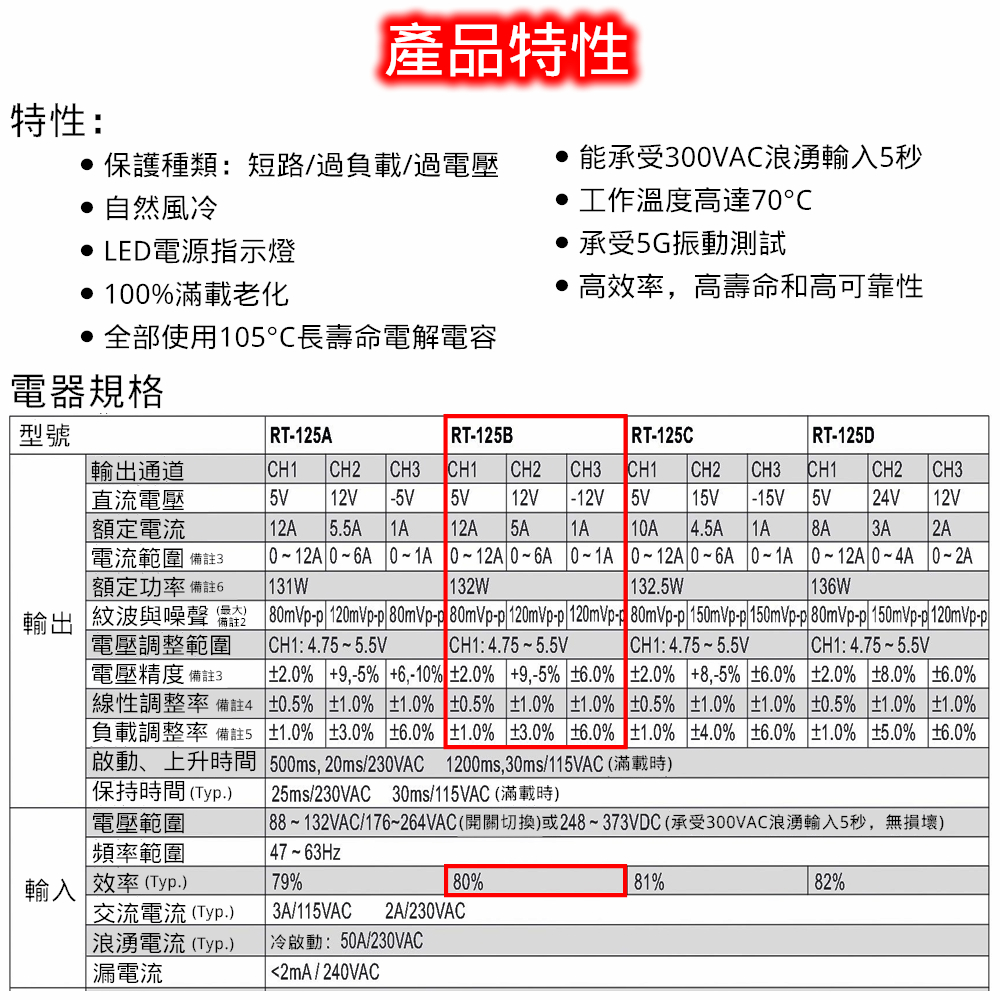 產品特性
特性：
● 保護種類：短路/過負載/過電壓
● 自然風冷
● LED電源指示燈
● 100%滿載老化
● 全部使用105°C長壽命電解電容
● 能承受300VAC浪湧輸入5秒
● 工作溫度高達70°C
● 承受5G振動測試
● 高效率，高壽命和高可靠性
電器規格
型號 RT-125A RT-125B RT-125C RT-125D
輸出
輸出通道 CH1 CH2 CH3 CH1 CH2 CH3 CH1 CH2 CH3 CH1 CH2 CH3
直流電壓 5V 12V -5V 5V 12V -12V 5V 15V -15V 5V 24V 12V
額定電流 12A 5.5A 1A 12A 5A 1A 10A 4.5A 1A 8A 3A 2A
電流範圍 備註3 0 ~ 12A 0 ~ 6A 0 ~ 1A 0 ~ 12A 0 ~ 6A 0 ~ 1A 0 ~ 12A 0 ~ 6A 0 ~ 1A 0 ~ 12A 0 ~ 4A 0 ~ 2A
額定功率 備註6 131W 132W 132.5W 136W
紋波與噪聲 (最大) 備註2 80mVp-p 120mVp-p 80mVp-p 80mVp-p 120mVp-p 120mVp-p 80mVp-p 150mVp-p 150mVp-p 80mVp-p 150mVp-p 120mVp-p
電壓調整範圍 CH1: 4.75 ~ 5.5V CH1: 4.75 ~ 5.5V CH1: 4.75 ~ 5.5V CH1: 4.75 ~ 5.5V
電壓精度 備註3 ±2.0% +9,-5% +6,-10% ±2.0% +9,-5% ±6.0% ±2.0% +8,-5% ±6.0% ±2.0% ±8.0% ±6.0%
線性調整率 備註4 ±0.5% ±1.0% ±1.0% ±0.5% ±1.0% ±1.0% ±0.5% ±1.0% ±1.0% ±0.5% ±1.0% ±1.0%
負載調整率 備註5 ±1.0% ±3.0% ±6.0% ±1.0% ±3.0% ±6.0% ±1.0% ±4.0% ±6.0% ±1.0% ±5.0% ±6.0%
啟動、上升時間 500ms, 20ms/230VAC 1200ms,30ms/115VAC (滿載時)
保持時間 (Typ.) 25ms/230VAC 30ms/115VAC (滿載時)
輸入
電壓範圍 88 ~ 132VAC/176~264VAC (開關切換)或248 ~ 373VDC (承受300VAC浪湧輸入5秒，無損壞)
頻率範圍 47 ~ 63Hz
效率 (Typ.) 79% 80% 81% 82%
交流電流 (Typ.) 3A/115VAC 2A/230VAC
浪湧電流 (Typ.) 冷啟動：50A/230VAC
漏電流 <2mA / 240VAC